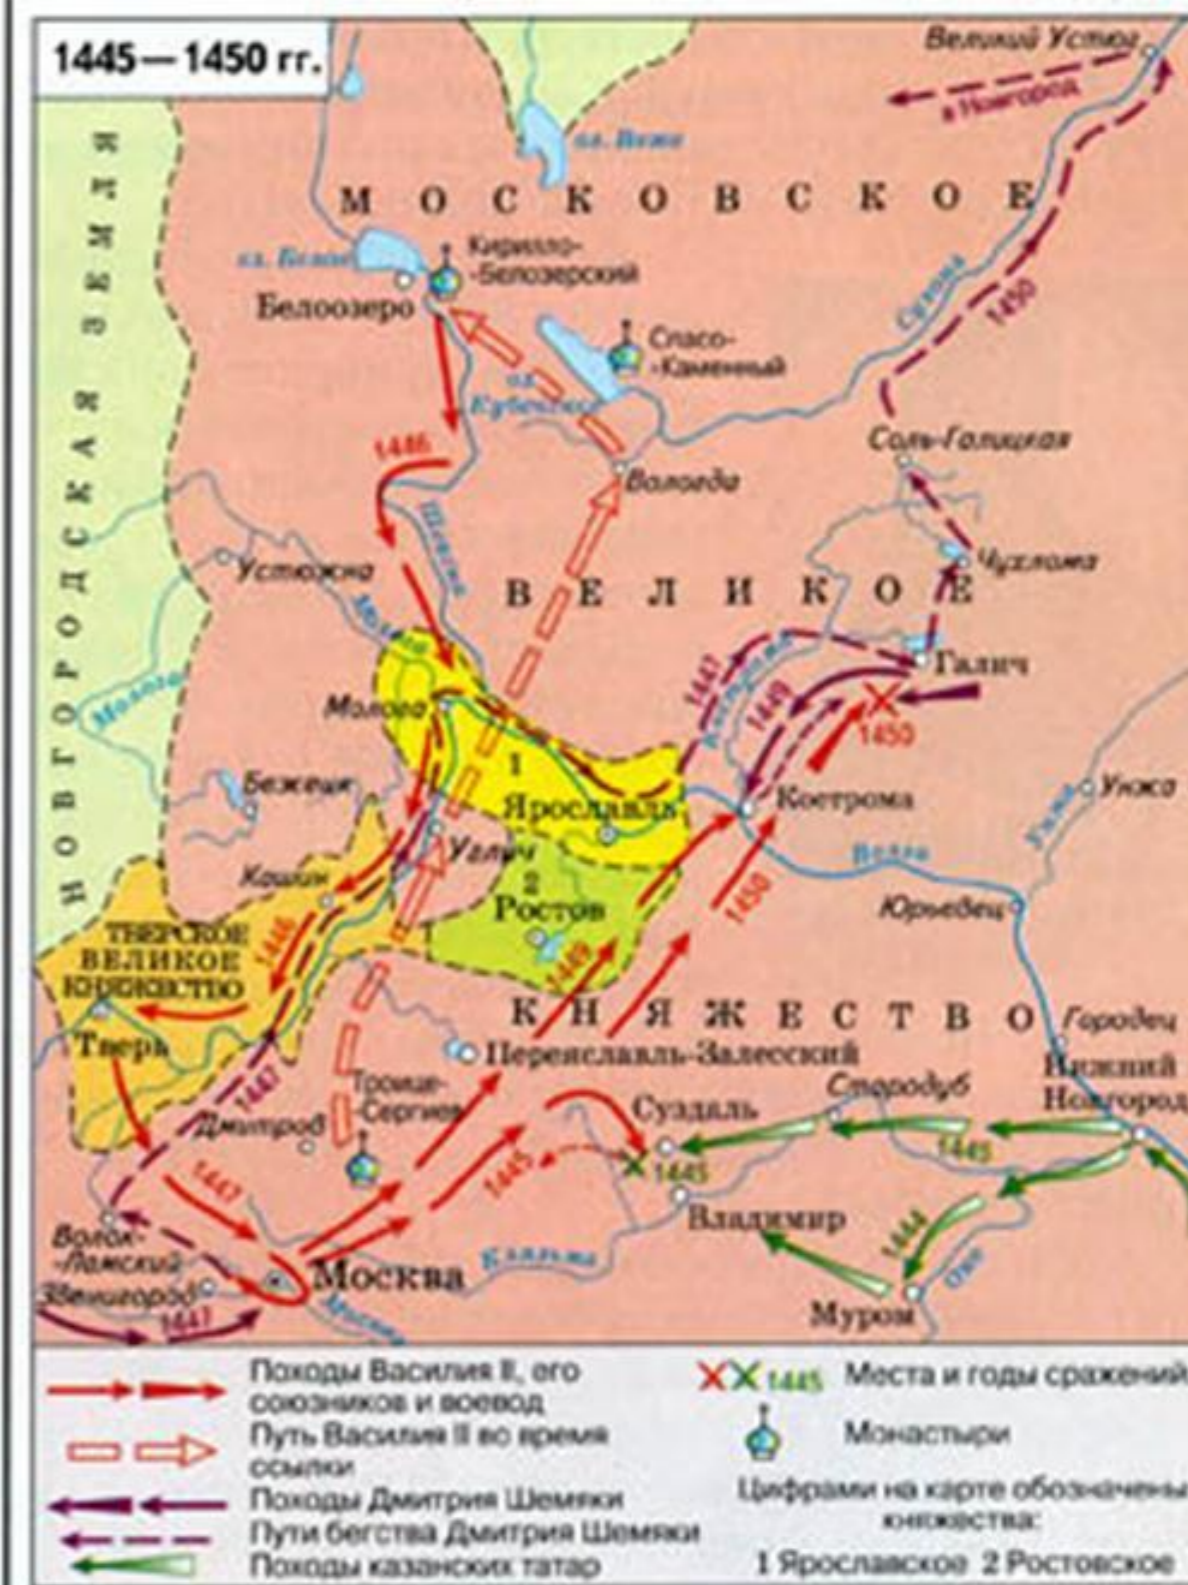 1445—1450 гг.
Великий Устюг
в Новгород
оз. Воже
МОСКОВСКОЕ
НОВГОРОДСКАЯ ЗЕМЛЯ
оз. Белое
Кирилло-
-Белозерский
Белоозеро
Сухона
1450
Спасо-
-Каменный
оз.
Кубенское
1446
Соль-Галицкая
Вологда
Шексна
Чухлома
Устюжна
ВЕЛИКОЕ
Молога
Галич
1447
Кострома
1449
Молога
Молога
1450
1
Бежецк
Ярославль
Кострома
Унжа
Унжа
Углич
Волга
Кашин
2
Ростов
1450
Юрьевец
1446
ТВЕРСКОЕ
ВЕЛИКОЕ
КНЯЖЕСТВО
1449
КНЯЖЕСТВО
Городец
Тверь
Переяславль-Залесский
Нижний
Новгород
1447
Троице-
-Сергиев
Стародуб
Дмитров
Суздаль
1445
1445
1445
1447
Владимир
1444
Волок-
-Ламский
Клязьма
Ока
Москва
Звенигород
Москва
Муром
1447
Походы Василия II, его
союзников и воевод
Путь Василия II во время
ссылки
Походы Дмитрия Шемяки
Пути бегства Дмитрия Шемяки
Походы казанских татар
1445 Места и годы сражений
Монастыри
Цифрами на карте обозначены
княжества:
1 Ярославское 2 Ростовское